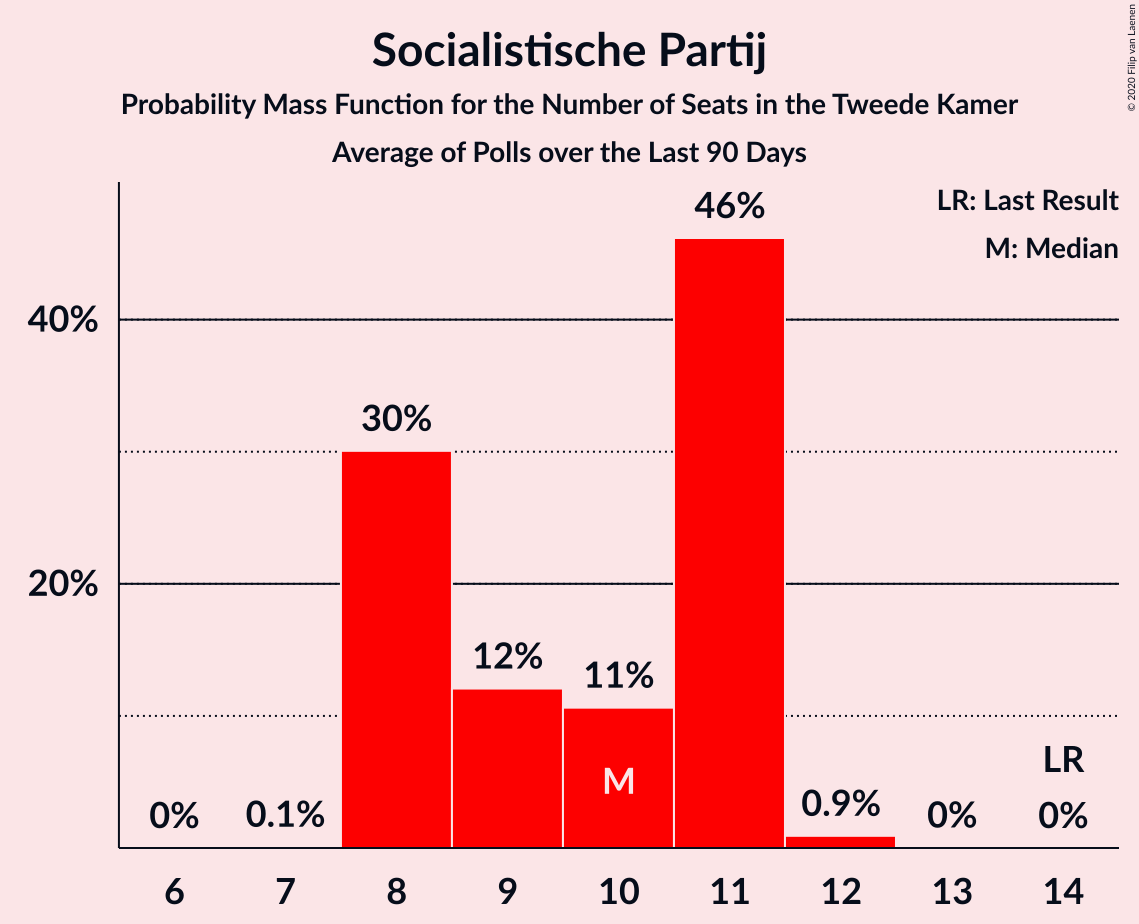 Socialistische Partij
Probability Mass Function for the Number of Seats in the Tweede Kamer
Average of Polls over the Last 90 Days
© 2020 Filip van Laenen
LR: Last Result
M: Median
46%
40%
30%
20%
12%
11%
M
LR
0%
0.1%
0.9%
0%
0%
6
7
8
9
10
11
12
13
14